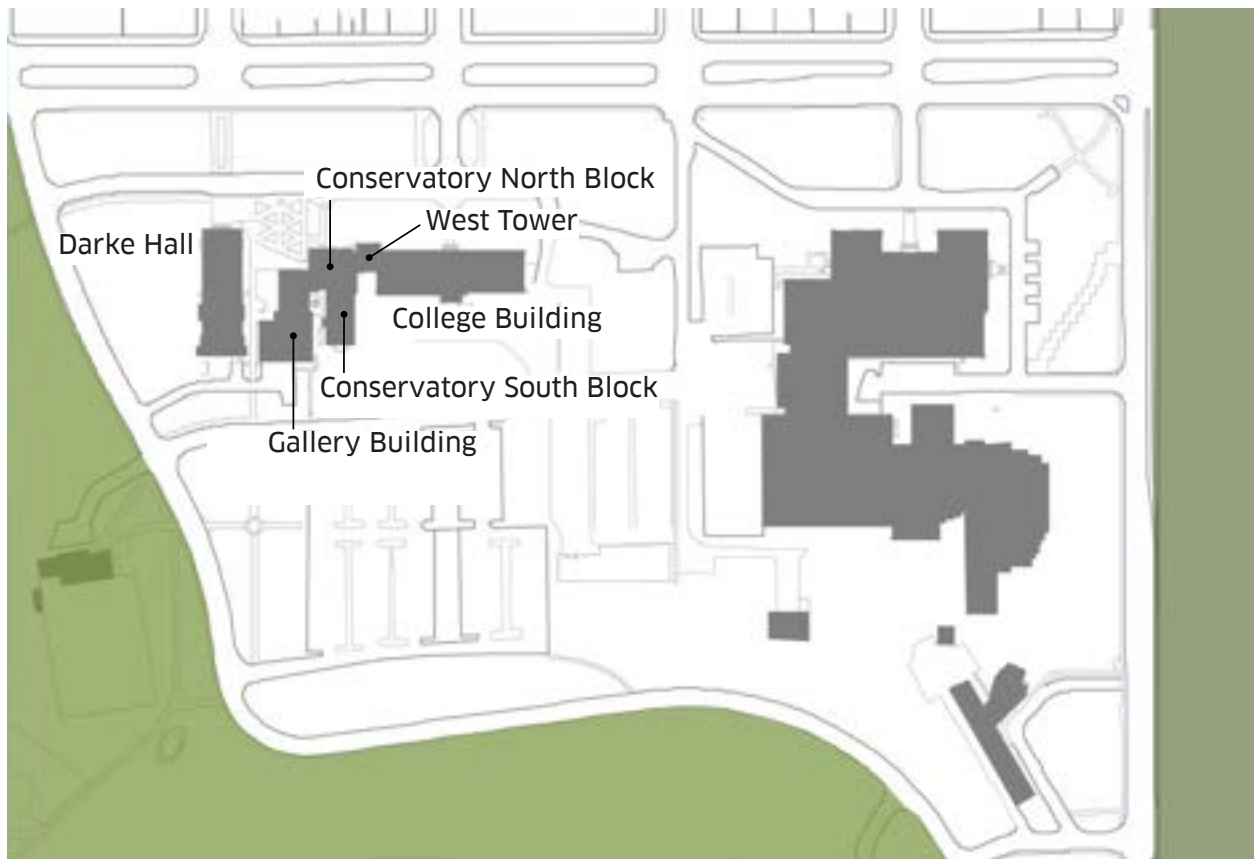 Conservatory North Block
West Tower
Darke Hall
College Building
Conservatory South Block
Gallery Building